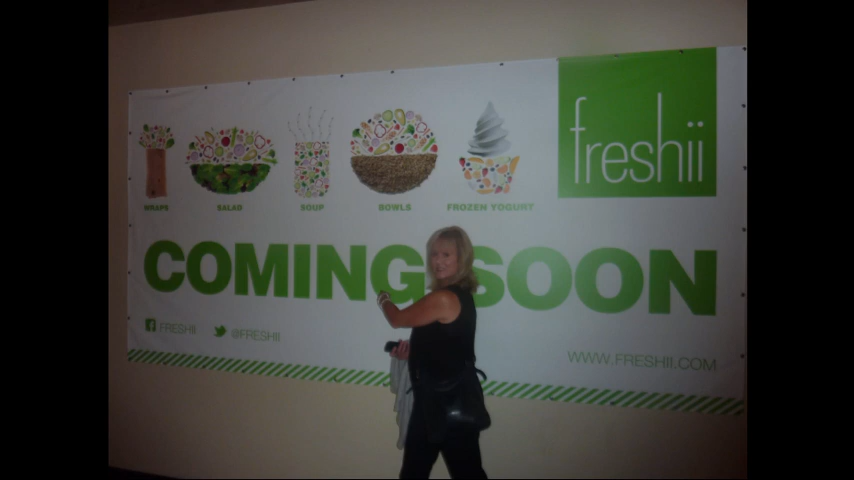 freshii
WRAPS SALAD SOUP BOWLS FROZEN YOGURT
COMING SOON
FRESHII @FRESHII
WWW.FRESHII.COM